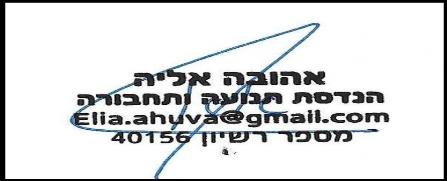 אהובה אליה
הנדסת תנועה ותחבורה
Elia.ahuva@gmail.com
מספר רשיון 40156